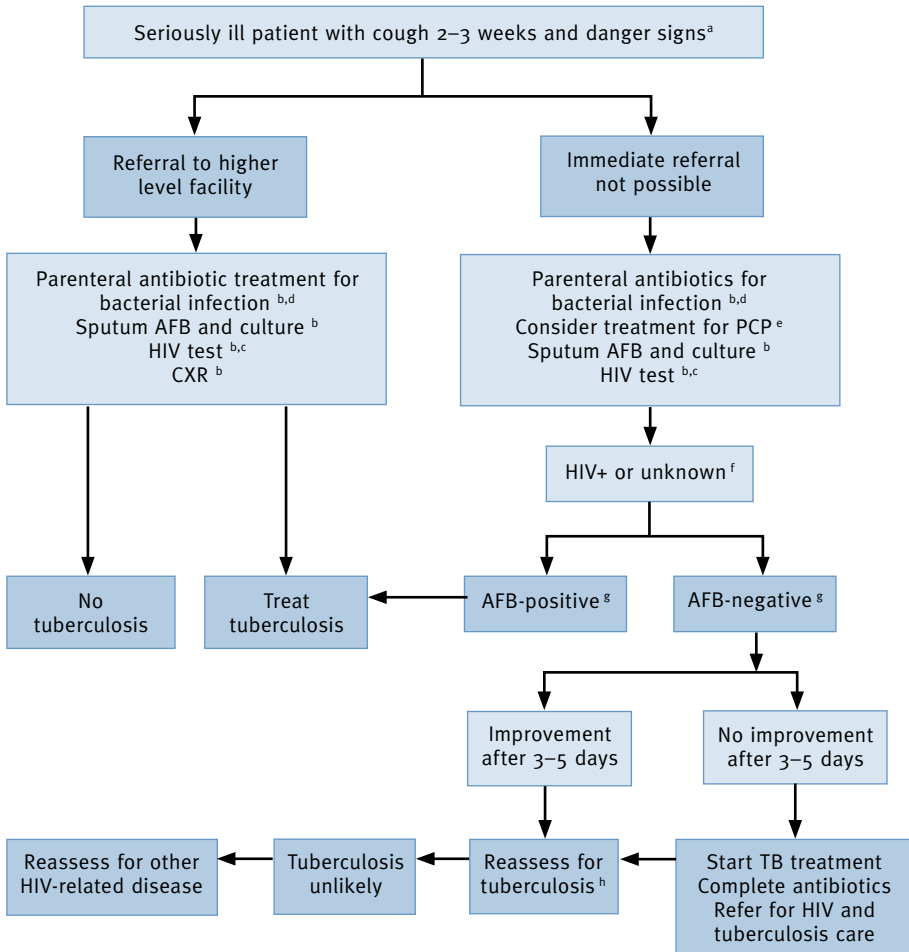 Seriously ill patient with cough 2–3 weeks and danger signs a
Referral to higher
level facility
Immediate referral
not possible
Parenteral antibiotic treatment for
bacterial infection b,d
Sputum AFB and culture b
HIV test b,c
CXR b
Parenteral antibiotics for
bacterial infection b,d
Consider treatment for PCP e
Sputum AFB and culture b
HIV test b,c
HIV+ or unknown f
No
tuberculosis
Treat
tuberculosis
AFB-positive g
AFB-negative g
Improvement
after 3–5 days
No improvement
after 3–5 days
Reassess for other
HIV-related disease
Tuberculosis
unlikely
Reassess for
tuberculosis h
Start TB treatment
Complete antibiotics
Refer for HIV and
tuberculosis care